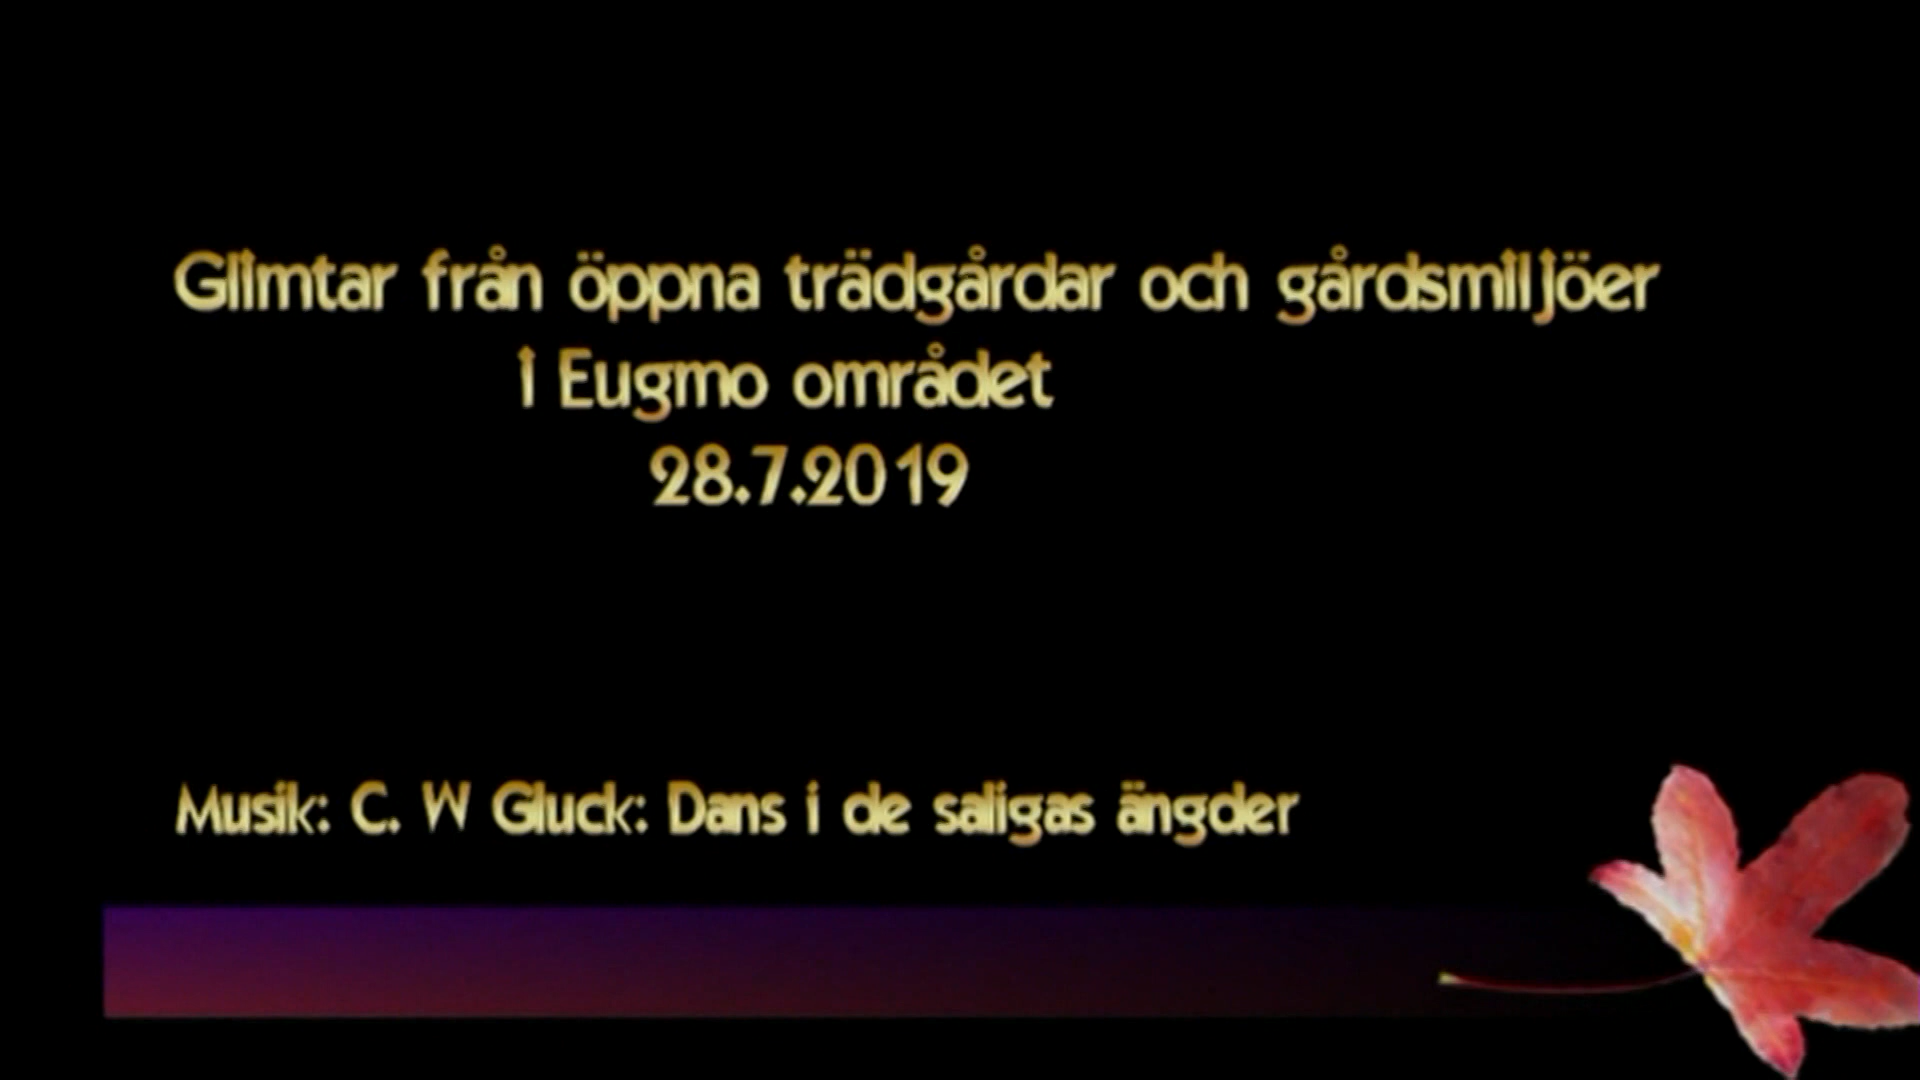 Glimtar från öppna trädgårdar och gårdsmiljöer
i Eugmo området
28.7.2019
Musik: C. W Gluck: Dans i de saligas ängder